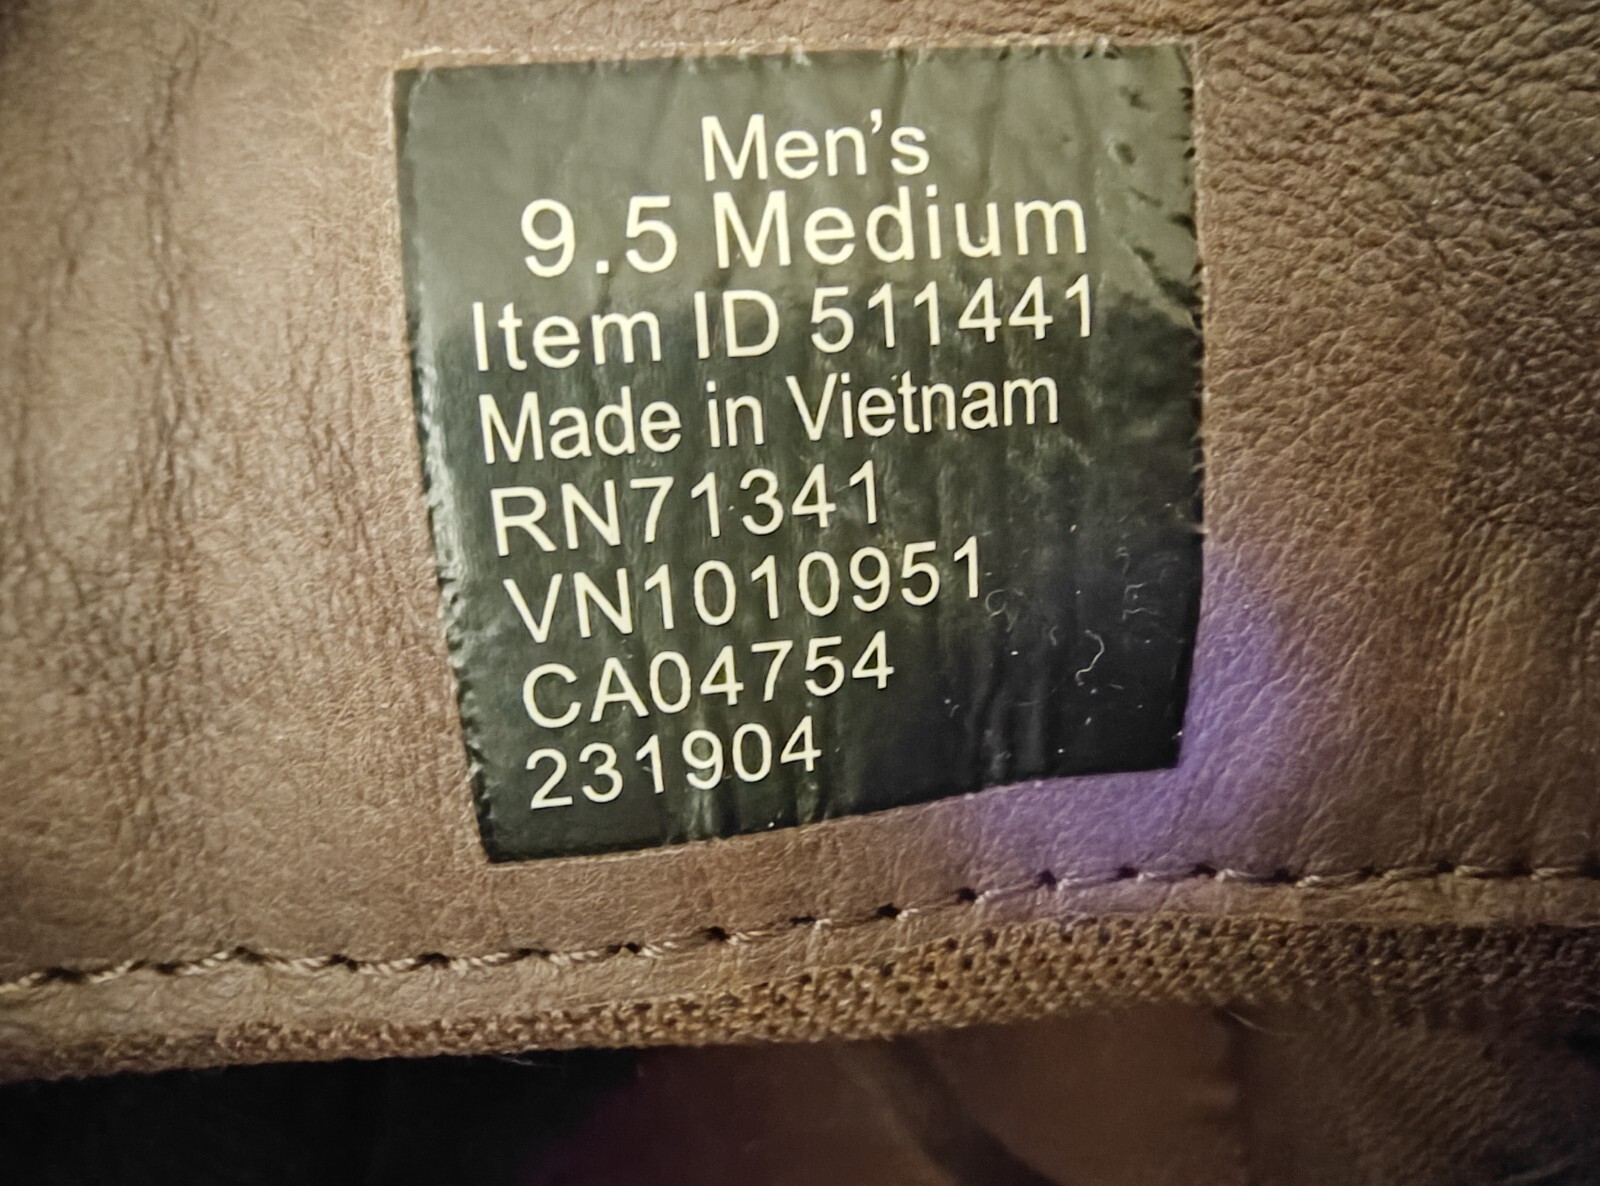 Men's
9.5 Medium
Item ID 511441
Made in Vietnam
RN71341
VN1010951
CA04754
231904